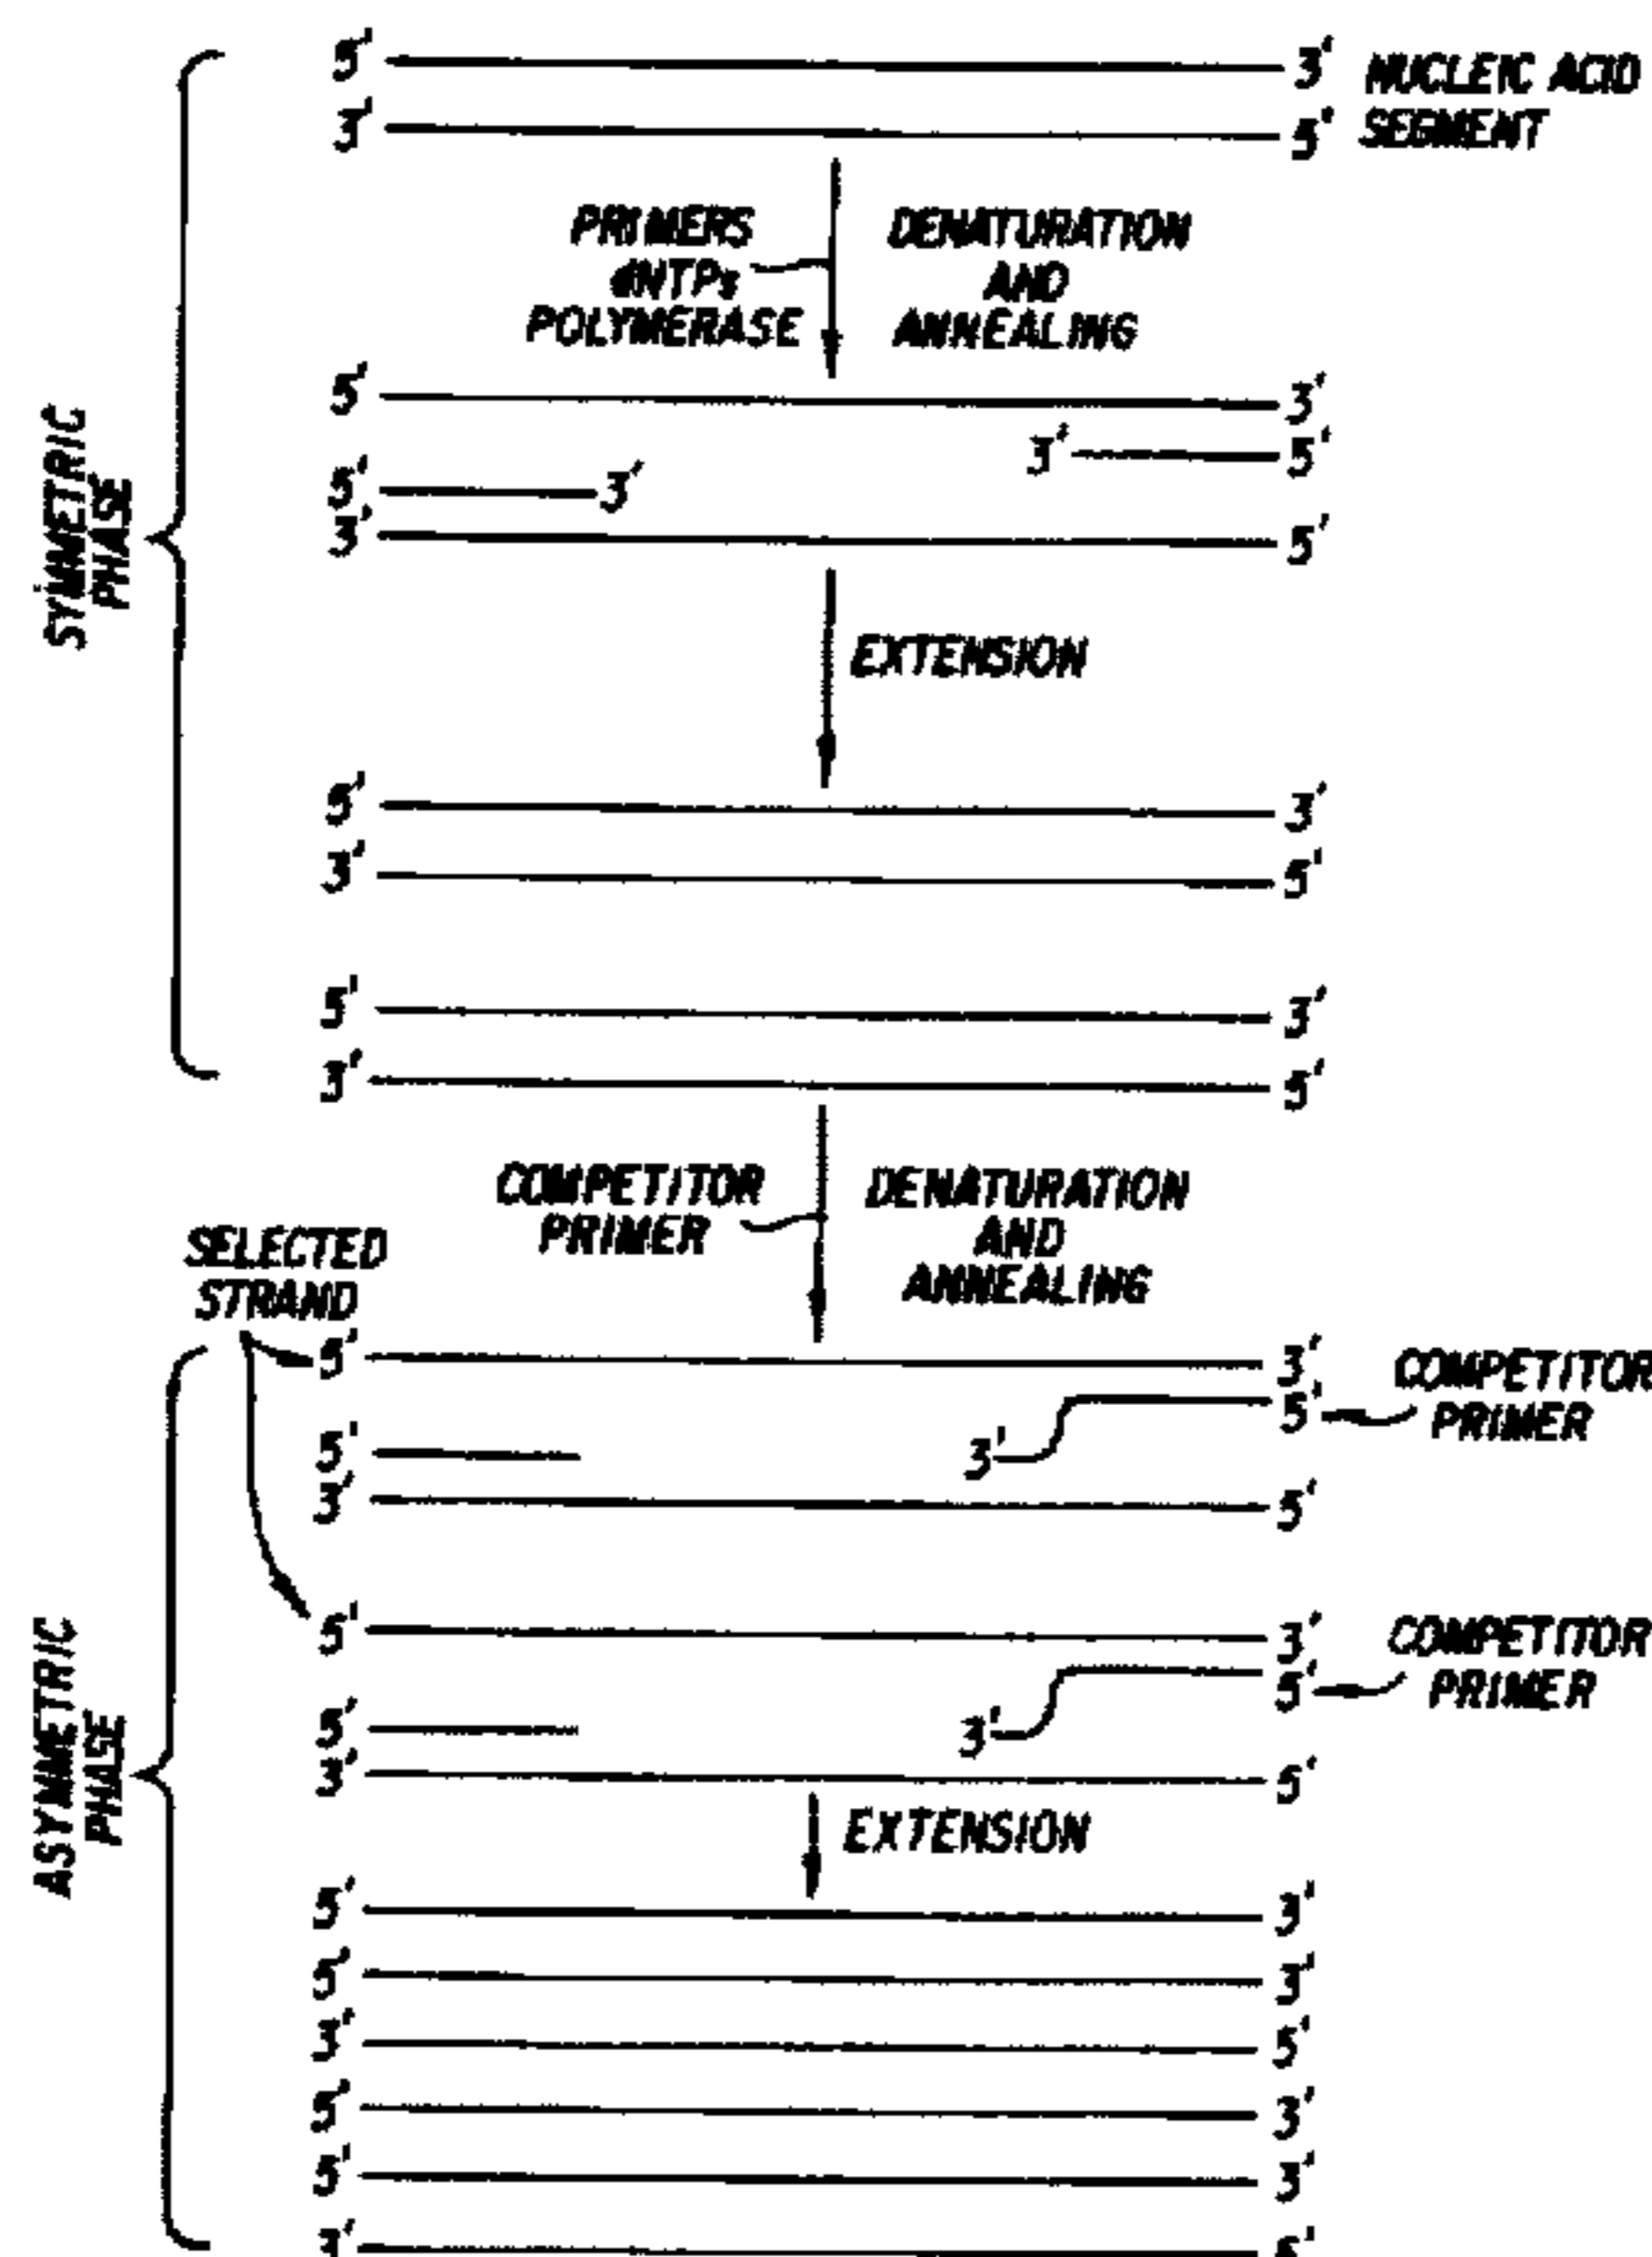 5' 3' NUCLEIC ACID
3' 5' SEGMENT
PRIMERS DENATURATION
dNTPs AND
POLYMERASE ANNEALING
5' 3'
3' 5'
5' 3'
3' 5'
SYMMETRIC
PHASE
EXTENSION
5' 3'
3' 5'
5' 3'
3' 5'
COMPETITOR DENATURATION
PRIMER AND
ANNEALING
SELECTED
STRAND
5' 3' COMPETITOR
5' PRIMER
5' 3'
3' 5'
5' 3' COMPETITOR
5' PRIMER
5' 3'
3' 5'
ASYMMETRIC
PHASE
EXTENSION
5' 3'
5' 3'
3' 5'
5' 3'
5' 3'
3' 5'